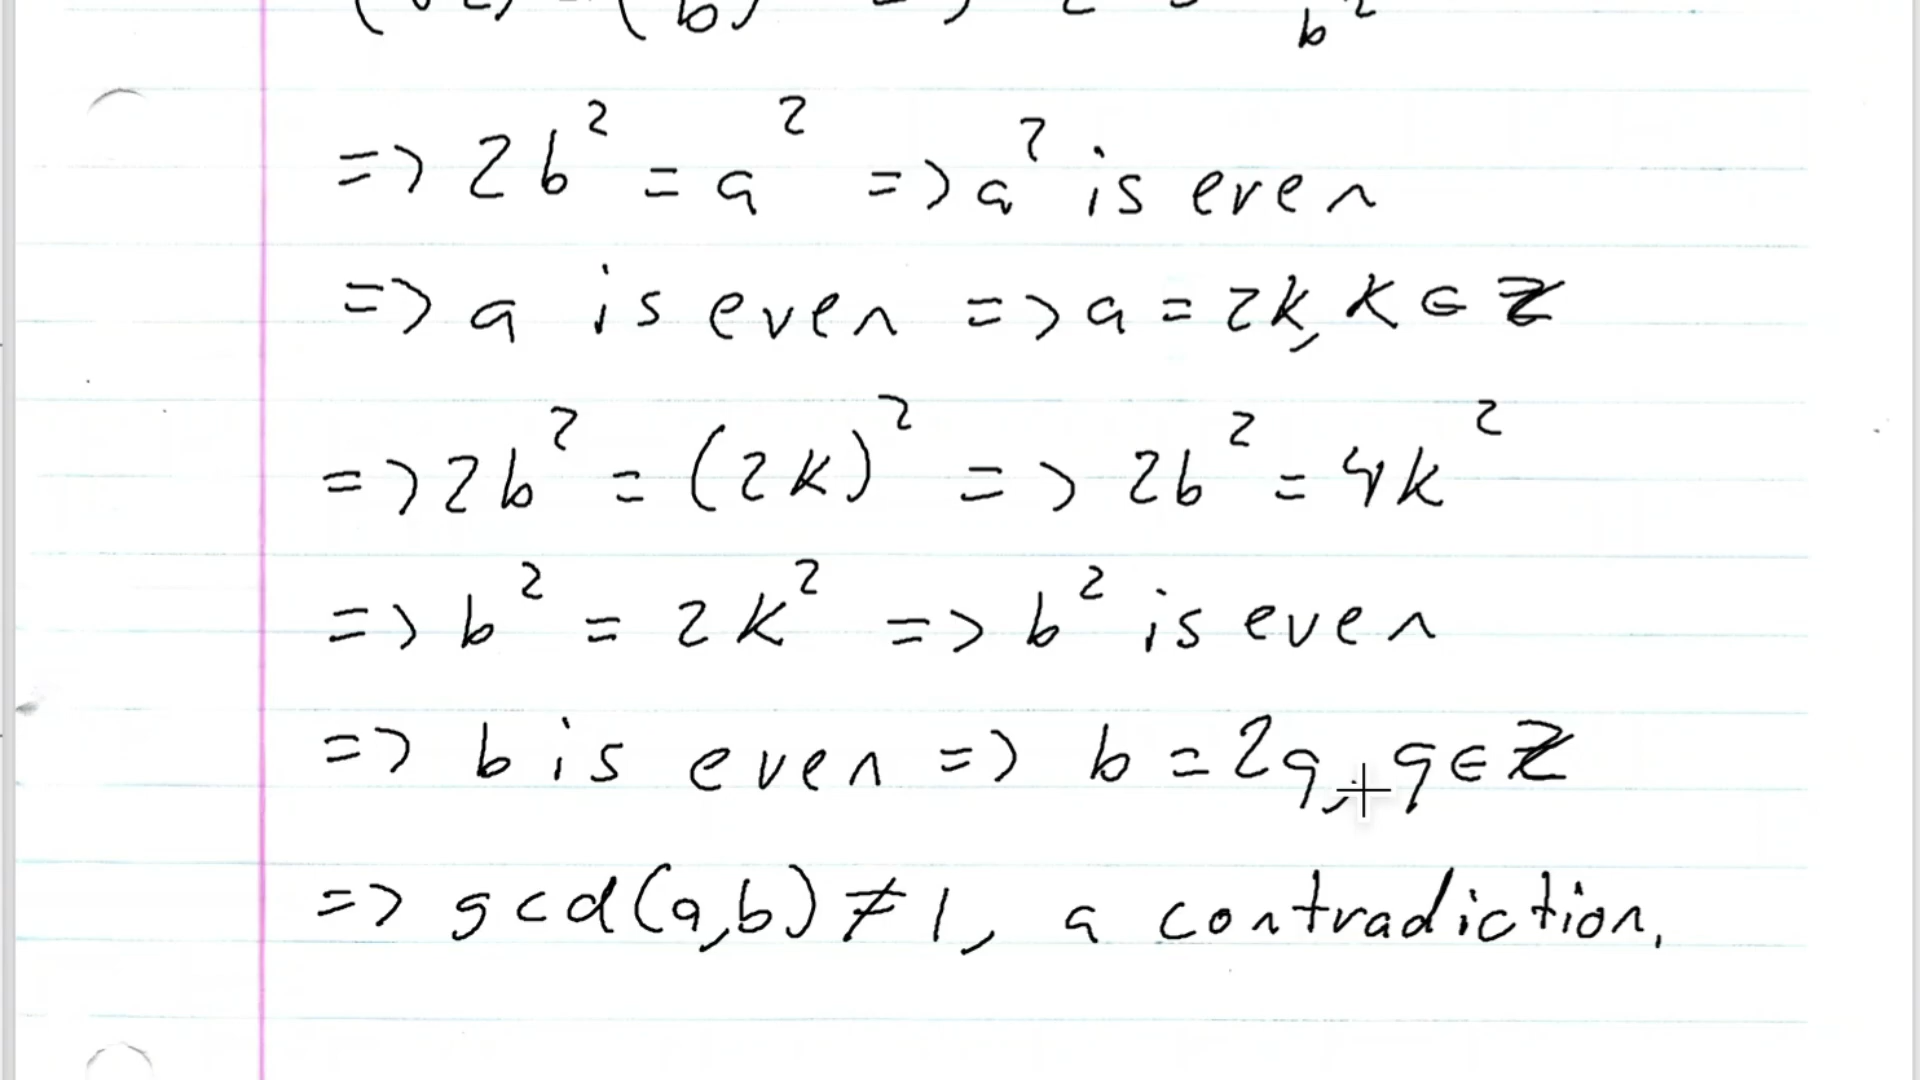 => 2b² = a² => a² is even
=> a is even => a = 2k, k ∈ ℤ
=> 2b² = (2k)² => 2b² = 4k²
=> b² = 2k² => b² is even
=> b is even => b = 2q, q ∈ ℤ
=> gcd(a,b) ≠ 1, a contradiction.